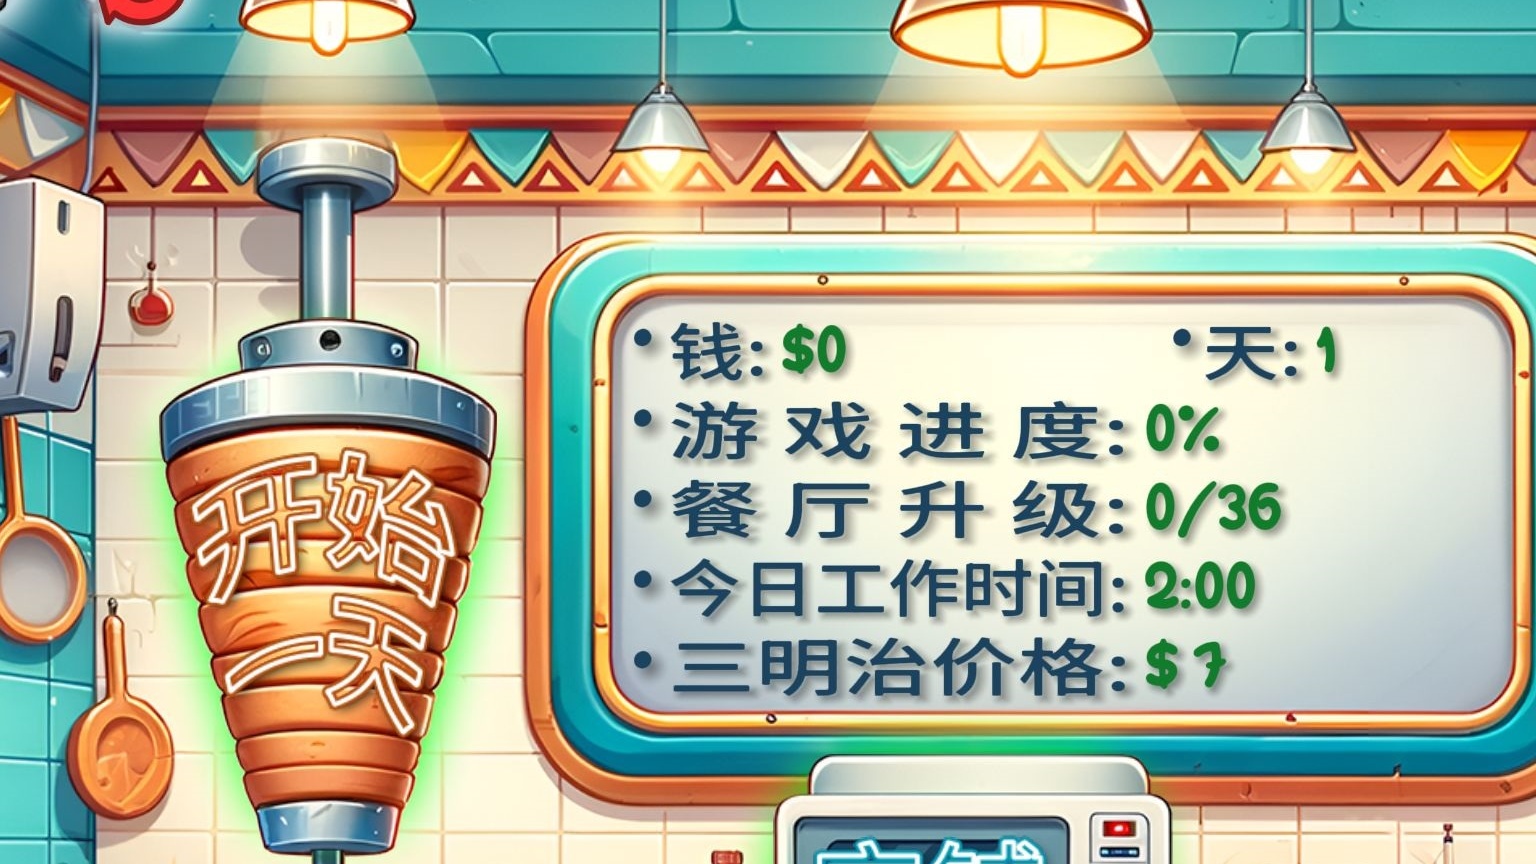 钱: $0
天: 1
游戏进度: 0%
餐厅升级: 0/36
今日工作时间: 2:00
三明治价格: $7
开始
一天